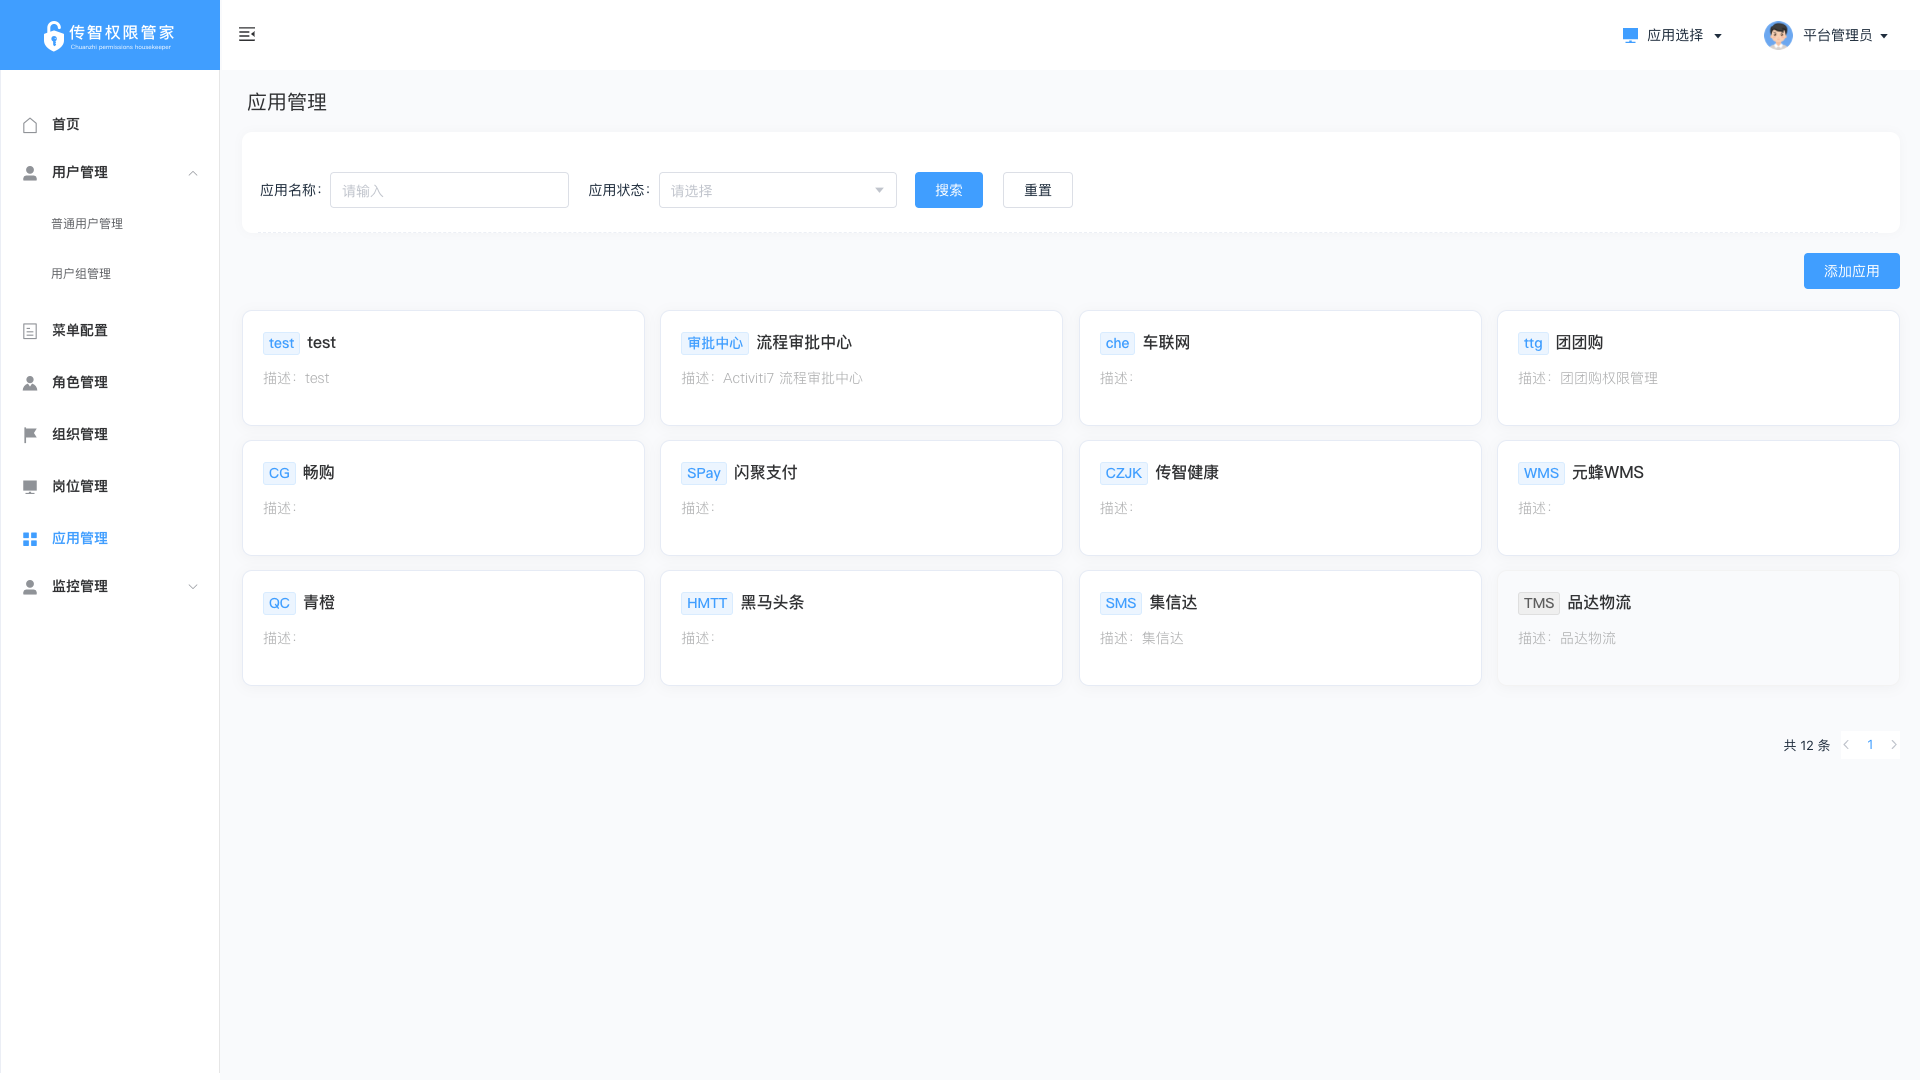 传智权限管家
Chuanzhi permissions housekeeper
应用选择
平台管理员
首页
用户管理
普通用户管理
用户组管理
菜单配置
角色管理
组织管理
岗位管理
应用管理
监控管理
应用管理
应用名称: 请输入 应用状态: 请选择 搜索 重置
添加应用
test test
描述: test
审批中心 流程审批中心
描述: Activiti7 流程审批中心
che 车联网
描述:
ttg 团团购
描述: 团团购权限管理
CG 畅购
描述:
SPay 闪聚支付
描述:
CZJK 传智健康
描述:
WMS 元蜂WMS
描述:
QC 青橙
描述:
HMTT 黑马头条
描述:
SMS 集信达
描述: 集信达
TMS 品达物流
描述: 品达物流
共 12 条 1